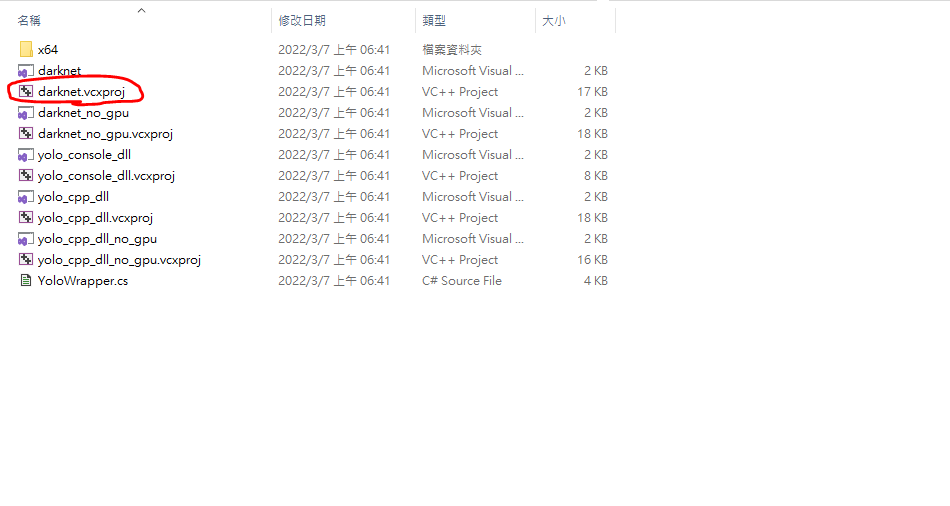 名稱 修改日期 類型 大小
x64 2022/3/7 上午 06:41 檔案資料夾
darknet 2022/3/7 上午 06:41 Microsoft Visual ... 2 KB
darknet.vcxproj 2022/3/7 上午 06:41 VC++ Project 17 KB
darknet_no_gpu 2022/3/7 上午 06:41 Microsoft Visual ... 2 KB
darknet_no_gpu.vcxproj 2022/3/7 上午 06:41 VC++ Project 18 KB
yolo_console_dll 2022/3/7 上午 06:41 Microsoft Visual ... 2 KB
yolo_console_dll.vcxproj 2022/3/7 上午 06:41 VC++ Project 8 KB
yolo_cpp_dll 2022/3/7 上午 06:41 Microsoft Visual ... 2 KB
yolo_cpp_dll.vcxproj 2022/3/7 上午 06:41 VC++ Project 18 KB
yolo_cpp_dll_no_gpu 2022/3/7 上午 06:41 Microsoft Visual ... 2 KB
yolo_cpp_dll_no_gpu.vcxproj 2022/3/7 上午 06:41 VC++ Project 16 KB
YoloWrapper.cs 2022/3/7 上午 06:41 C# Source File 4 KB